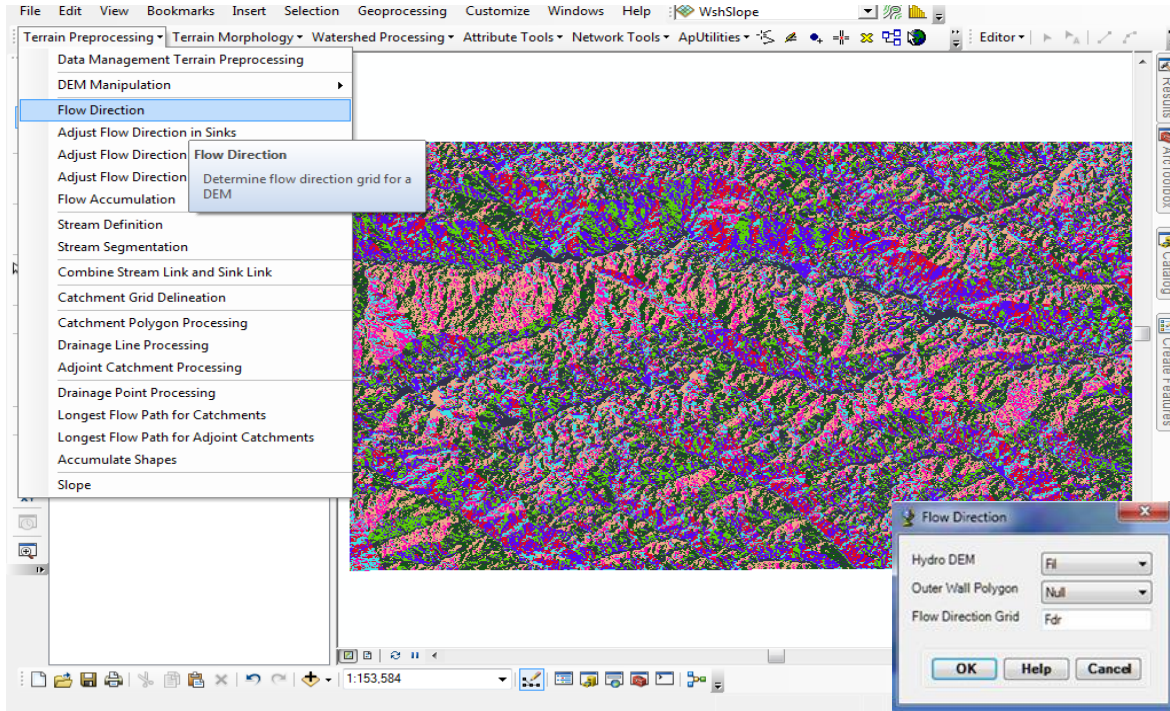 File Edit View Bookmarks Insert Selection Geoprocessing Customize Windows Help WshSlope
Terrain Preprocessing Terrain Morphology Watershed Processing Attribute Tools Network Tools ApUtilities Editor
Data Management Terrain Preprocessing
DEM Manipulation
Flow Direction
Adjust Flow Direction in Sinks
Adjust Flow Direction
Adjust Flow Direction
Flow Accumulation
Stream Definition
Stream Segmentation
Combine Stream Link and Sink Link
Catchment Grid Delineation
Catchment Polygon Processing
Drainage Line Processing
Adjoint Catchment Processing
Drainage Point Processing
Longest Flow Path for Catchments
Longest Flow Path for Adjoint Catchments
Accumulate Shapes
Slope
Flow Direction
Determine flow direction grid for a
DEM
Results
ArcToolbox
Catalog
Create Features
Flow Direction
Hydro DEM Fil
Outer Wall Polygon Null
Flow Direction Grid Fdr
OK Help Cancel
1:153,584